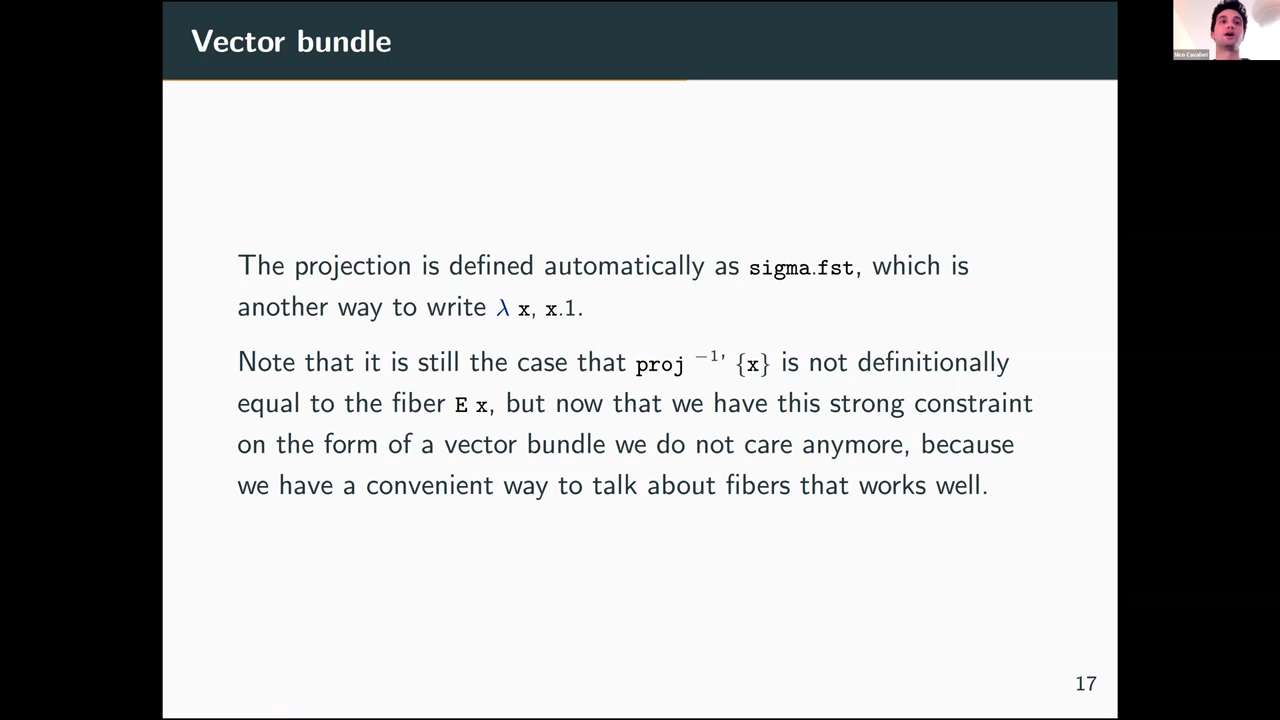 Vector bundle
The projection is defined automatically as sigma.fst, which is
another way to write λ x, x.1.
Note that it is still the case that proj ⁻¹' {x} is not definitionally
equal to the fiber E x, but now that we have this strong constraint
on the form of a vector bundle we do not care anymore, because
we have a convenient way to talk about fibers that works well.
17
Nico Cavalleri